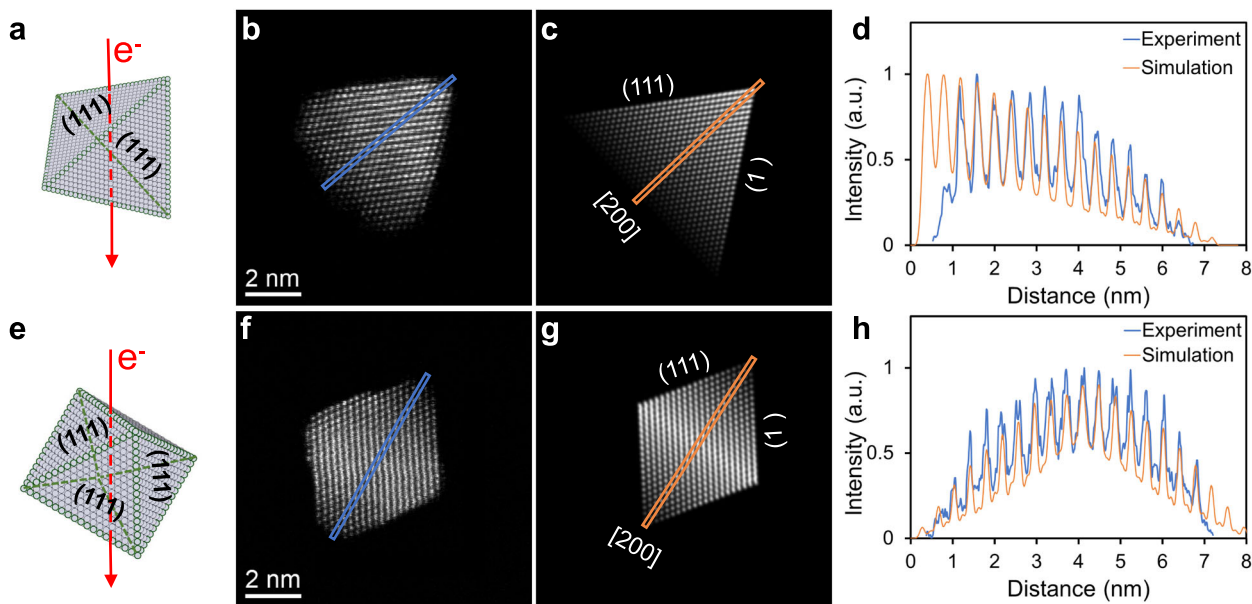 a
e-
(111)
(111)
b
2 nm
c
(111)
(1 )
[200]
d
Experiment
Simulation
Intensity (a.u.)
1
0.5
0
0 1 2 3 4 5 6 7 8
Distance (nm)
e
e-
(111)
(111)
(111)
f
2 nm
g
(111)
(1 )
[200]
h
Experiment
Simulation
Intensity (a.u.)
1
0.5
0
0 1 2 3 4 5 6 7 8
Distance (nm)